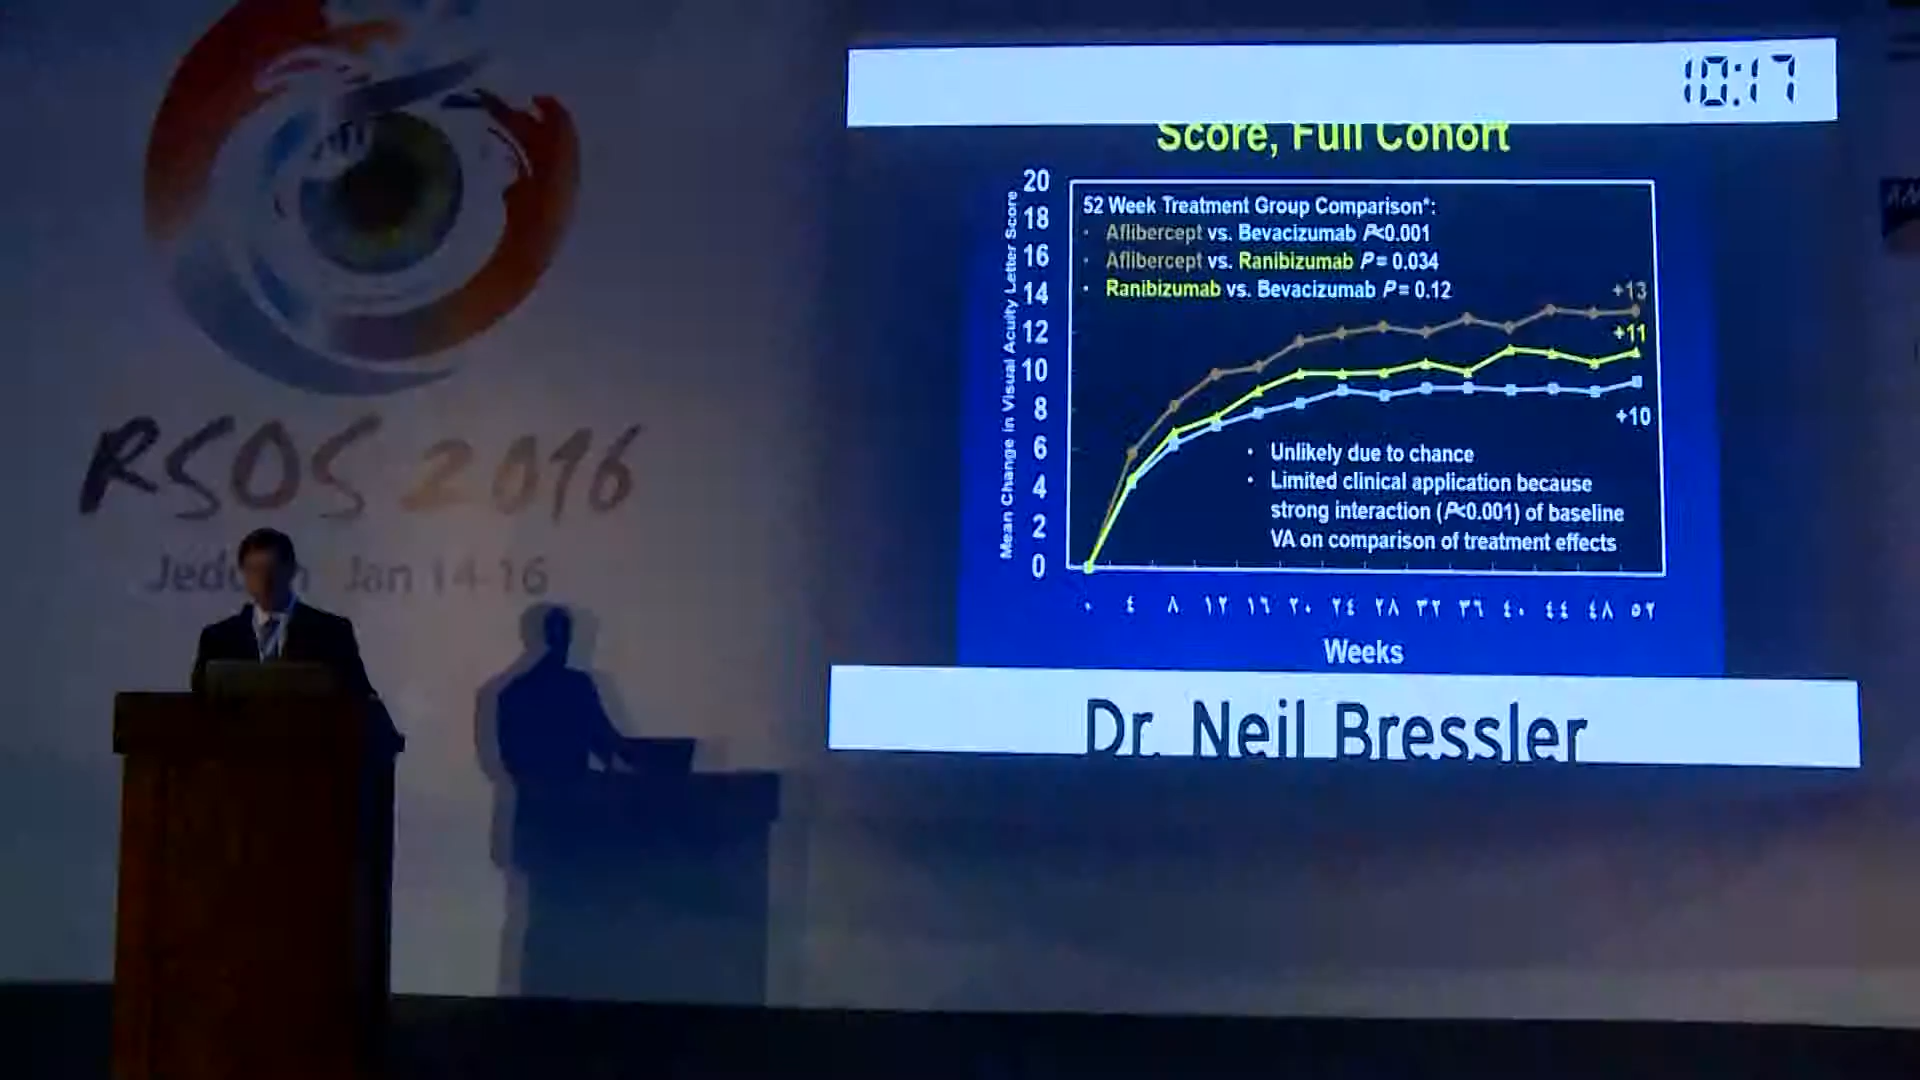 RSOS 2016
Jan 14-16
10:17
Score, Full Cohort
Mean Change in Visual Acuity Letter Score
20
18
16
14
12
10
8
6
4
2
0
52 Week Treatment Group Comparison*:
• Aflibercept vs. Bevacizumab P<0.001
• Aflibercept vs. Ranibizumab P= 0.034
• Ranibizumab vs. Bevacizumab P= 0.12
+13
+11
+10
• Unlikely due to chance
• Limited clinical application because
strong interaction (P<0.001) of baseline
VA on comparison of treatment effects
٠ ٤ ٨ ١٢ ١٦ ٢٠ ٢٤ ٢٨ ٣٢ ٣٦ ٤٠ ٤٤ ٤٨ ٥٢
Weeks
Dr. Neil Bressler